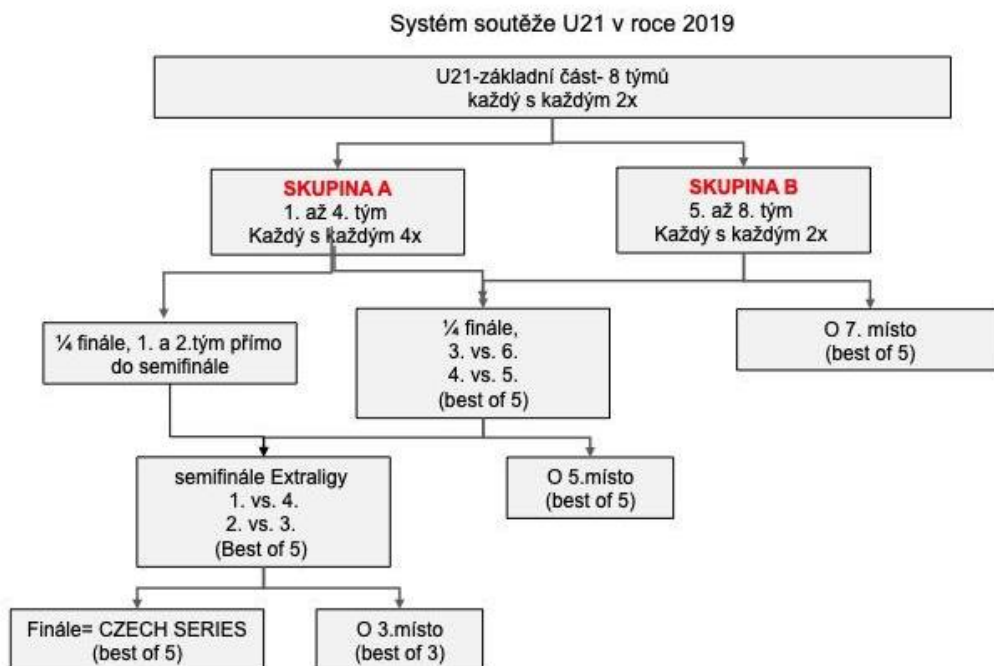 Systém soutěže U21 v roce 2019
U21-základní část- 8 týmů
každý s každým 2x
SKUPINA A
1. až 4. tým
Každý s každým 4x
SKUPINA B
5. až 8. tým
Každý s každým 2x
¼ finále, 1. a 2.tým přímo
do semifinále
¼ finále,
3. vs. 6.
4. vs. 5.
(best of 5)
O 7. místo
(best of 5)
semifinále Extraligy
1. vs. 4.
2. vs. 3.
(Best of 5)
O 5.místo
(best of 5)
Finále= CZECH SERIES
(best of 5)
O 3.místo
(best of 3)